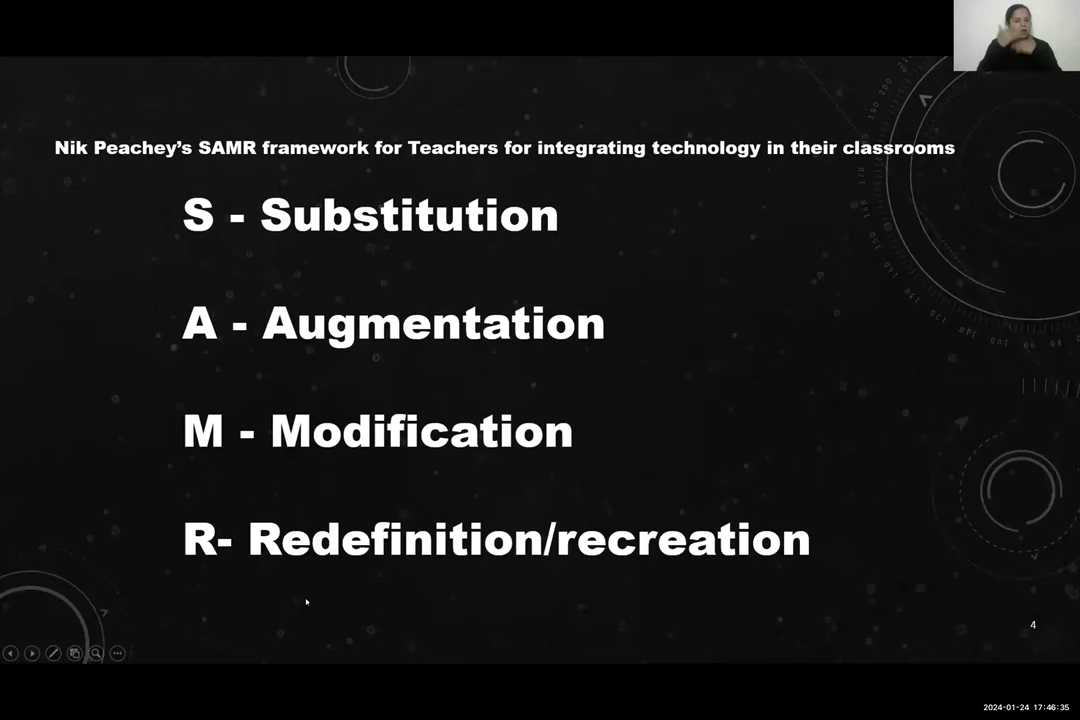 Nik Peachey’s SAMR framework for Teachers for integrating technology in their classrooms
S - Substitution
A - Augmentation
M - Modification
R- Redefinition/recreation
4
2024-01-24 17:46:35